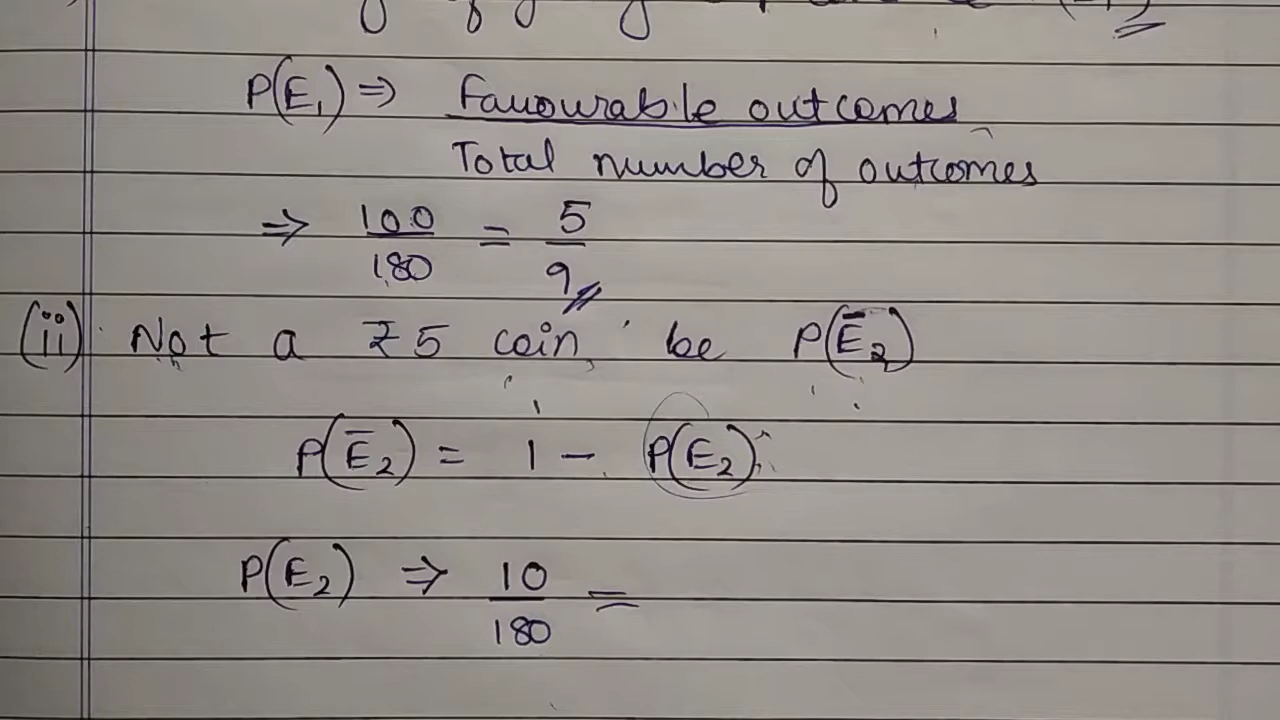 P(E₁) ⇒ Favourable outcomes
Total number of outcomes
⇒ 100/180 = 5/9
(ii) Not a ₹5 coin, be P(Ē₂)
P(Ē₂) = 1 - P(E₂)
P(E₂) ⇒ 10/180 =